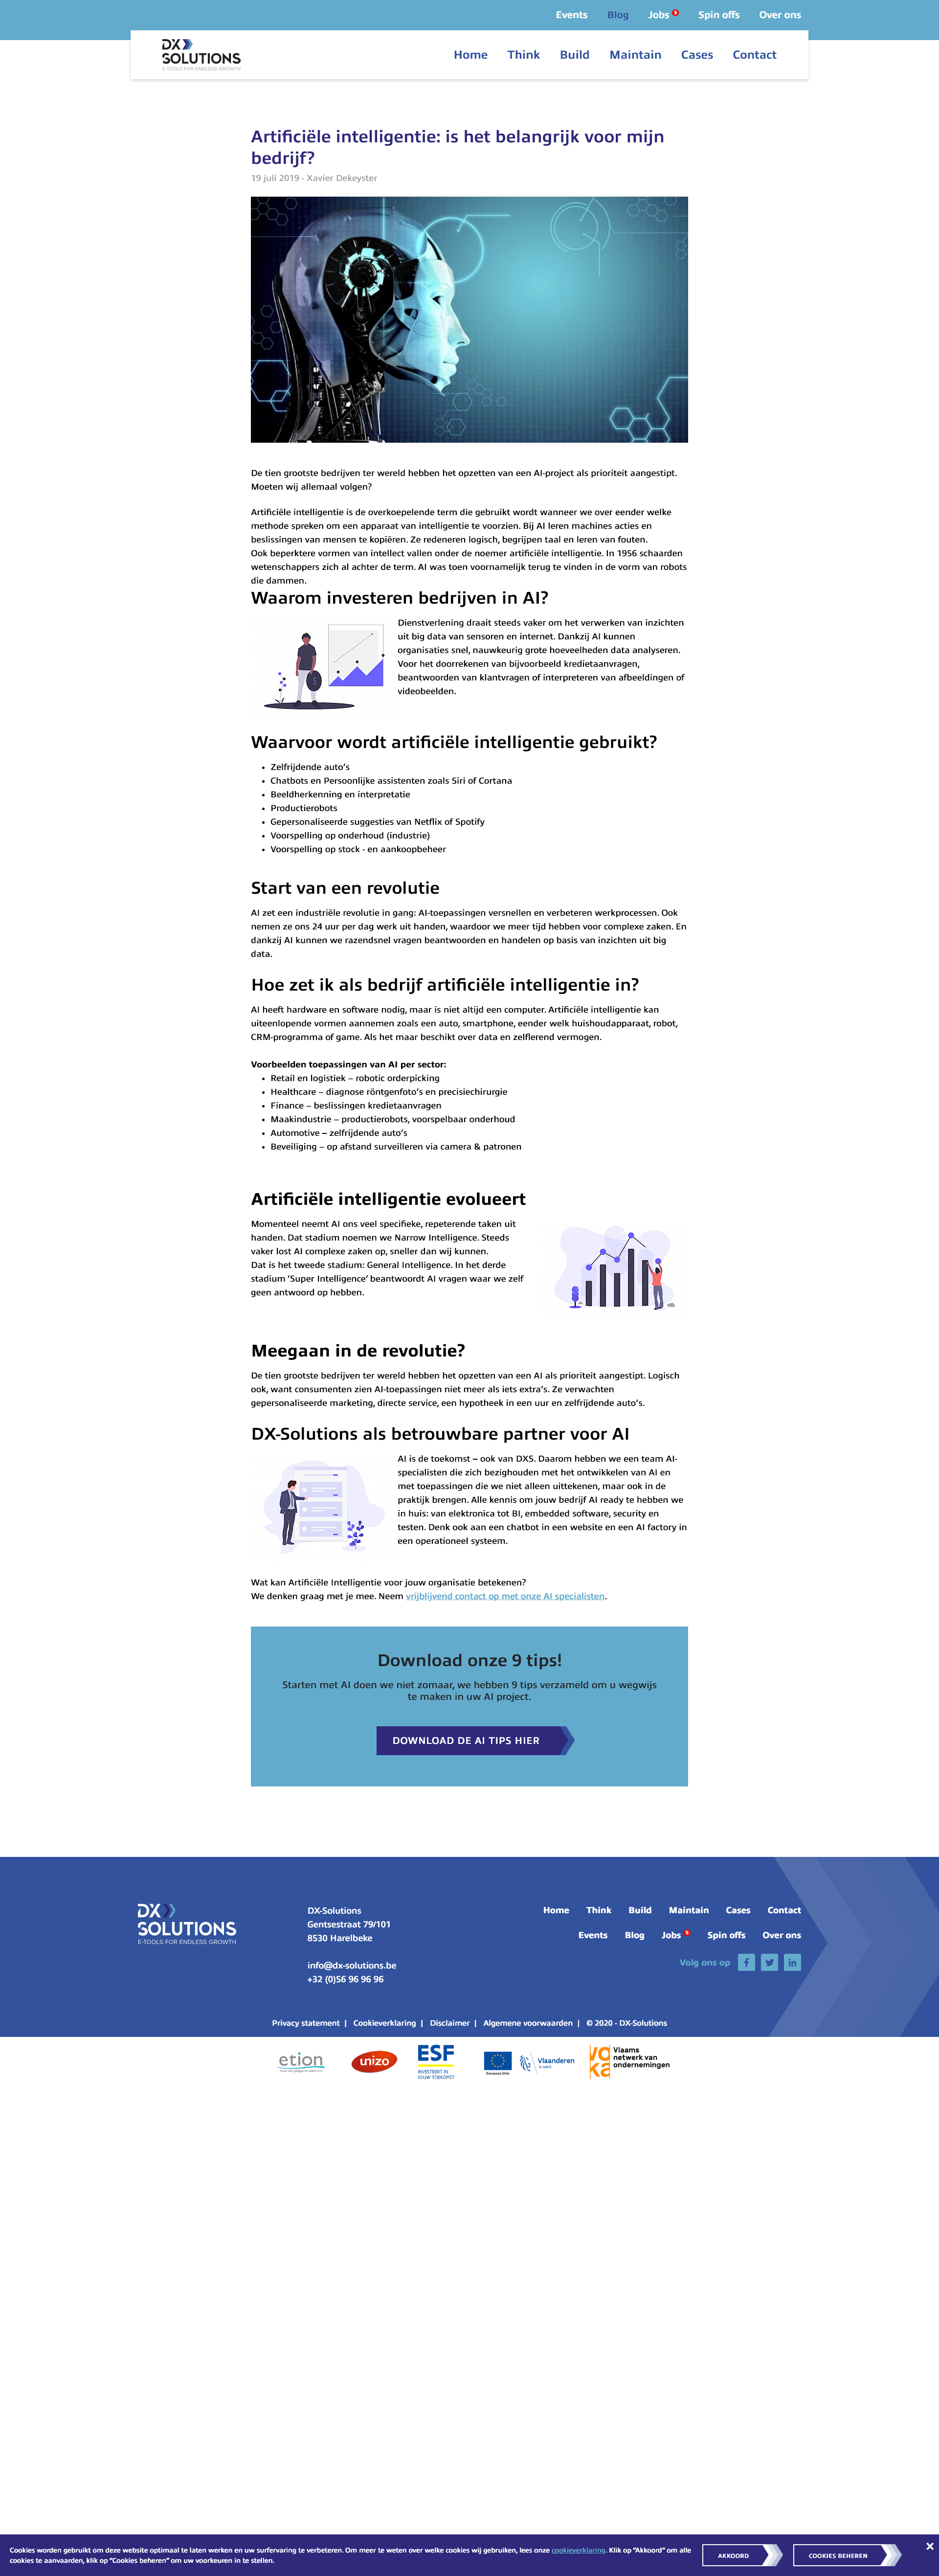 Events Blog Jobs 5 Spin offs Over ons
DX
SOLUTIONS
E-TOOLS FOR ENDLESS GROWTH
Home Think Build Maintain Cases Contact
Artificiële intelligentie: is het belangrijk voor mijn
bedrijf?
19 juli 2019 - Xavier Dekeyster
De tien grootste bedrijven ter wereld hebben het opzetten van een AI-project als prioriteit aangestipt.
Moeten wij allemaal volgen?
Artificiële intelligentie is de overkoepelende term die gebruikt wordt wanneer we over eender welke
methode spreken om een apparaat van intelligentie te voorzien. Bij AI leren machines acties en
beslissingen van mensen te kopiëren. Ze redeneren logisch, begrijpen taal en leren van fouten.
Ook beperktere vormen van intellect vallen onder de noemer artificiële intelligentie. In 1956 schaarden
wetenschappers zich al achter de term. AI was toen voornamelijk terug te vinden in de vorm van robots
die dammen.
Waarom investeren bedrijven in AI?
Dienstverlening draait steeds vaker om het verwerken van inzichten
uit big data van sensoren en internet. Dankzij AI kunnen
organisaties snel, nauwkeurig grote hoeveelheden data analyseren.
Voor het doorrekenen van bijvoorbeeld kredietaanvragen,
beantwoorden van klantvragen of interpreteren van afbeeldingen of
videobeelden.
Waarvoor wordt artificiële intelligentie gebruikt?
• Zelfrijdende auto’s
• Chatbots en Persoonlijke assistenten zoals Siri of Cortana
• Beeldherkenning en interpretatie
• Productierobots
• Gepersonaliseerde suggesties van Netflix of Spotify
• Voorspelling op onderhoud (industrie)
• Voorspelling op stock - en aankoopbeheer
Start van een revolutie
AI zet een industriële revolutie in gang: AI-toepassingen versnellen en verbeteren werkprocessen. Ook
nemen ze ons 24 uur per dag werk uit handen, waardoor we meer tijd hebben voor complexe zaken. En
dankzij AI kunnen we razendsnel vragen beantwoorden en handelen op basis van inzichten uit big
data.
Hoe zet ik als bedrijf artificiële intelligentie in?
AI heeft hardware en software nodig, maar is niet altijd een computer. Artificiële intelligentie kan
uiteenlopende vormen aannemen zoals een auto, smartphone, eender welk huishoudapparaat, robot,
CRM-programma of game. Als het maar beschikt over data en zelflerend vermogen.
Voorbeelden toepassingen van AI per sector:
• Retail en logistiek – robotic orderpicking
• Healthcare – diagnose röntgenfoto’s en precisiechirurgie
• Finance – beslissingen kredietaanvragen
• Maakindustrie – productierobots, voorspelbaar onderhoud
• Automotive – zelfrijdende auto’s
• Beveiliging – op afstand surveilleren via camera & patronen
Artificiële intelligentie evolueert
Momenteel neemt AI ons veel specifieke, repeterende taken uit
handen. Dat stadium noemen we Narrow Intelligence. Steeds
vaker lost AI complexe zaken op, sneller dan wij kunnen.
Dat is het tweede stadium: General Intelligence. In het derde
stadium ‘Super Intelligence’ beantwoordt AI vragen waar we zelf
geen antwoord op hebben.
Meegaan in de revolutie?
De tien grootste bedrijven ter wereld hebben het opzetten van een AI als prioriteit aangestipt. Logisch
ook, want consumenten zien AI-toepassingen niet meer als iets extra’s. Ze verwachten
gepersonaliseerde marketing, directe service, een hypotheek in een uur en zelfrijdende auto’s.
DX-Solutions als betrouwbare partner voor AI
AI is de toekomst – ook van DXS. Daarom hebben we een team AI-
specialisten die zich bezighouden met het ontwikkelen van AI en
met toepassingen die we niet alleen uittekenen, maar ook in de
praktijk brengen. Alle kennis om jouw bedrijf AI ready te hebben we
in huis: van elektronica tot BI, embedded software, security en
testen. Denk ook aan een chatbot in een website en een AI factory in
een operationeel systeem.
Wat kan Artificiële Intelligentie voor jouw organisatie betekenen?
We denken graag met je mee. Neem vrijblijvend contact op met onze AI specialisten.
Download onze 9 tips!
Starten met AI doen we niet zomaar, we hebben 9 tips verzameld om u wegwijs
te maken in uw AI project.
DOWNLOAD DE AI TIPS HIER
DX
SOLUTIONS
E-TOOLS FOR ENDLESS GROWTH
DX-Solutions
Gentsestraat 79/101
8530 Harelbeke
info@dx-solutions.be
+32 (0)56 96 96 96
Home Think Build Maintain Cases Contact
Events Blog Jobs 5 Spin offs Over ons
Volg ons op
Privacy statement | Cookieverklaring | Disclaimer | Algemene voorwaarden | © 2020 - DX-Solutions
etion
unizo
ESF
INVESTEERT IN
JOUW TOEKOMST
Europese Unie
Vlaanderen
is werk
voka
Vlaams
netwerk van
ondernemingen
Cookies worden gebruikt om deze website optimaal te laten werken en uw surfervaring te verbeteren. Om meer te weten over welke cookies wij gebruiken, lees onze cookieverklaring. Klik op “Akkoord” om alle
cookies te aanvaarden, klik op “Cookies beheren” om uw voorkeuren in te stellen.
AKKOORD
COOKIES BEHEREN
×